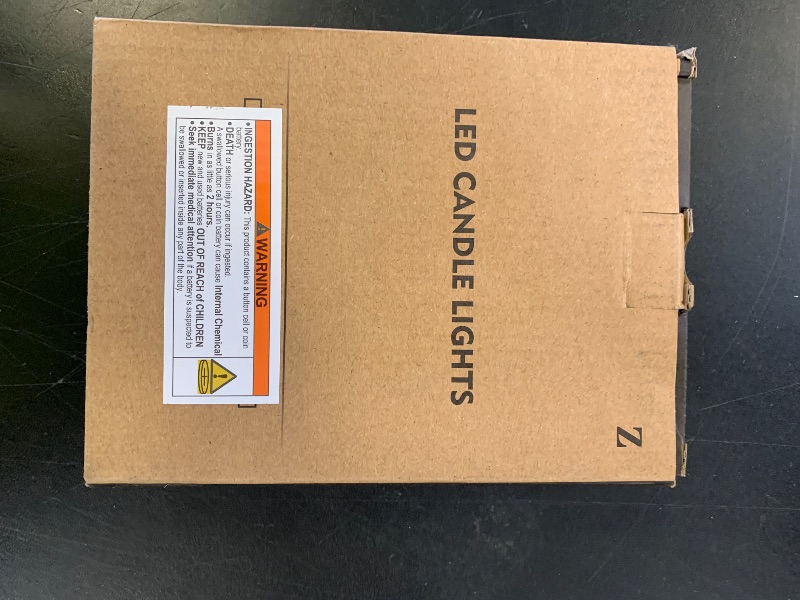 N
LED CANDLE LIGHTS
⚠WARNING
• INGESTION HAZARD: This product contains a button cell or coin
battery.
• DEATH or serious injury can occur if ingested.
A swallowed button cell or coin battery can cause Internal Chemical
• Burns in as little as 2 hours.
• KEEP new and used batteries OUT OF REACH of CHILDREN
• Seek immediate medical attention if a battery is suspected to
be swallowed or inserted inside any part of the body.